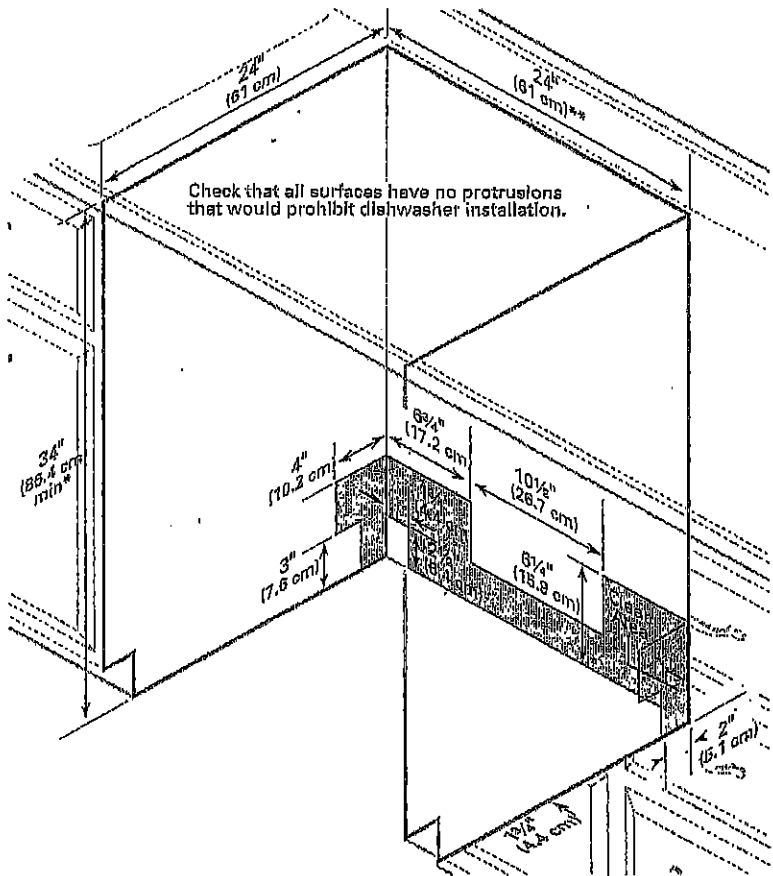 24"
(61 cm)
24"
(61 cm)**
Check that all surfaces have no protrusions
that would prohibit dishwasher installation.
34"
(86.4 cm
min*
4"
(10.2 cm)
6¾"
(17.2 cm
10½"
(26.7 cm)
3"
(7.6 cm)
6¼"
(15.9 cm)
2"
(5.1 cm)
1¾"
(4.4 cm)